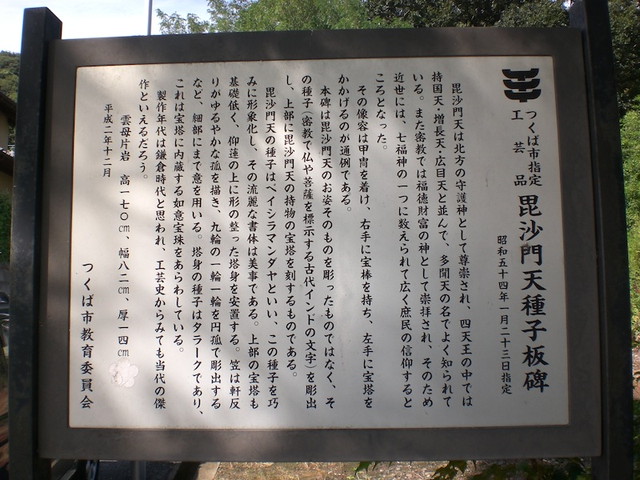 つくば市指定
工芸品
毘沙門天種子板碑
昭和五十四年一月二十三日指定
毘沙門天は北方の守護神として尊崇され、四天王の中では
持国天・増長天・広目天と並んで、多聞天の名でよく知られて
いる。また密教では福徳財富の神として崇拝され、そのため
近世には、七福神の一つに数えられて広く庶民の信仰すると
ころとなった。
その像容は甲冑を着け、右手に宝棒を持ち、左手に宝塔を
かかげるのが通例である。
本碑は毘沙門天のお姿そのものを彫ったものではなく、そ
の種子(密教で仏や菩薩を標示する古代インドの文字)を彫出
し、上部に毘沙門天の持物の宝塔を刻するものである。
毘沙門天の種子はベイシラマンダヤといい、この種子を巧
みに形象化し、その流麗な書体は美事である。上部の宝塔も
基礎低く、仰蓮の上に形の整った塔身を安置する。笠は軒反
りがゆるやかな孤を描き、九輪の一輪一輪を円孤で彫出する
など、細部にまで意を用いる。塔身の種子はタラークであり、
これは宝塔に内蔵する如意宝珠をあらわしている。
製作年代は鎌倉時代と思われ、工芸史からみても当代の傑
作といえるだろう。
雲母片岩 高一七〇㎝、幅八二㎝、厚一四㎝
平成二年十二月
つくば市教育委員会